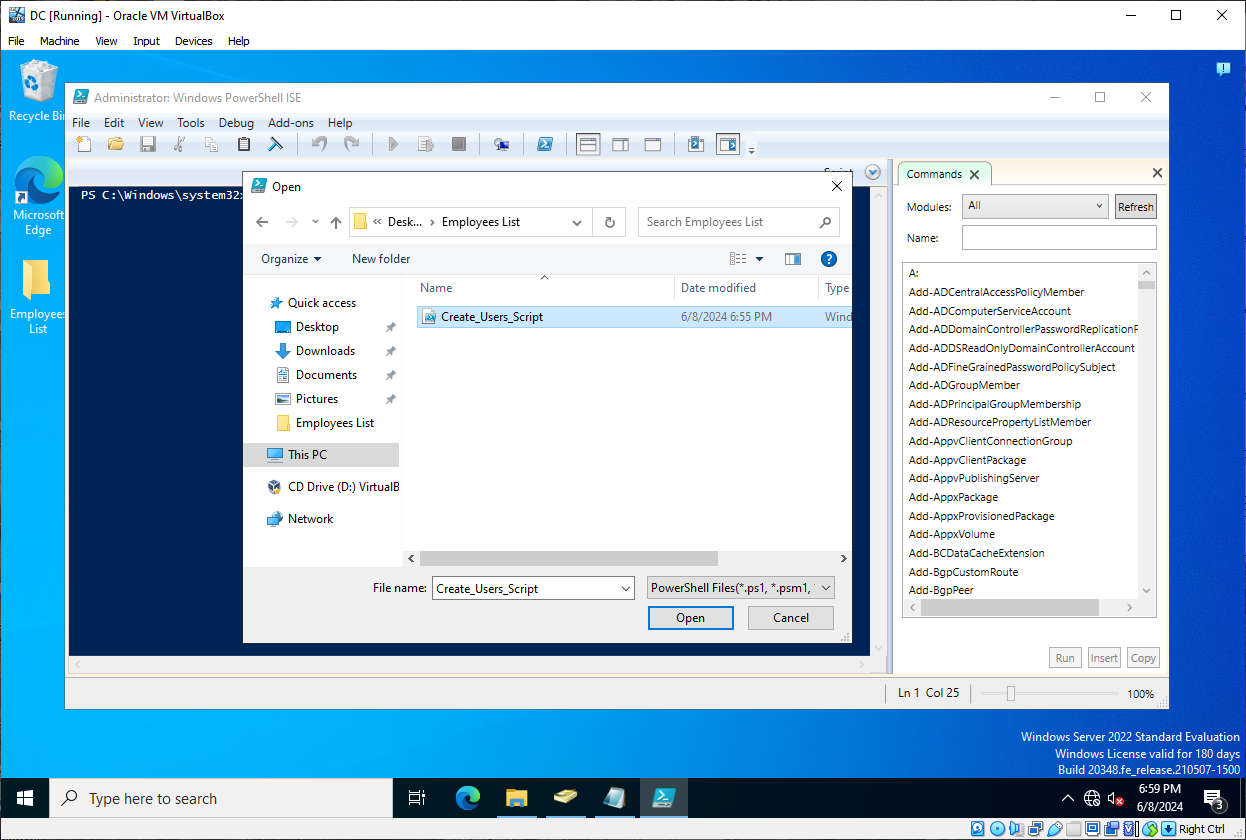 DC [Running] - Oracle VM VirtualBox
File Machine View Input Devices Help
Recycle Bin
Microsoft
Edge
Employees
List
Administrator: Windows PowerShell ISE
File Edit View Tools Debug Add-ons Help
Script
PS C:\Windows\system32>
Open
« Desk... › Employees List
Search Employees List
Organize
New folder
Name
Date modified
Type
Create_Users_Script
6/8/2024 6:55 PM
Wind
Quick access
Desktop
Downloads
Documents
Pictures
Employees List
This PC
CD Drive (D:) VirtualB
Network
File name:
Create_Users_Script
PowerShell Files(*.ps1, *.psm1,
Open
Cancel
Commands
Modules:
All
Refresh
Name:
A:
Add-ADCentralAccessPolicyMember
Add-ADComputerServiceAccount
Add-ADDomainControllerPasswordReplicationP
Add-ADDSReadOnlyDomainControllerAccount
Add-ADFineGrainedPasswordPolicySubject
Add-ADGroupMember
Add-ADPrincipalGroupMembership
Add-ADResourcePropertyListMember
Add-AppvClientConnectionGroup
Add-AppvClientPackage
Add-AppvPublishingServer
Add-AppxPackage
Add-AppxProvisionedPackage
Add-AppxVolume
Add-BCDataCacheExtension
Add-BgpCustomRoute
Add-BgpPeer
Run
Insert
Copy
Ln 1 Col 25
100%
Windows Server 2022 Standard Evaluation
Windows License valid for 180 days
Build 20348.fe_release.210507-1500
Type here to search
6:59 PM
6/8/2024
3
Right Ctrl